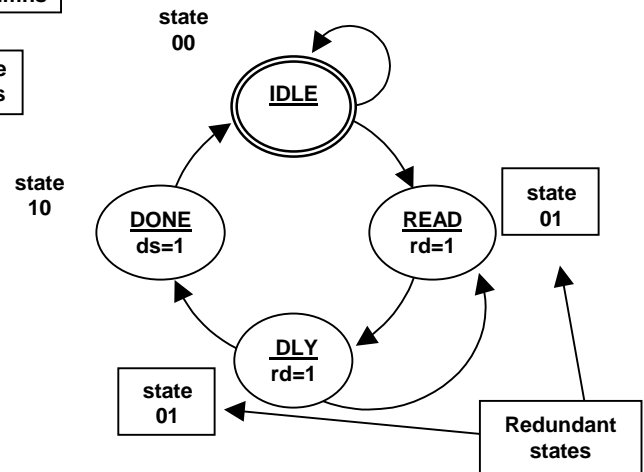 state
00
IDLE
state
10
DONE
ds=1
READ
rd=1
state
01
DLY
rd=1
state
01
Redundant
states